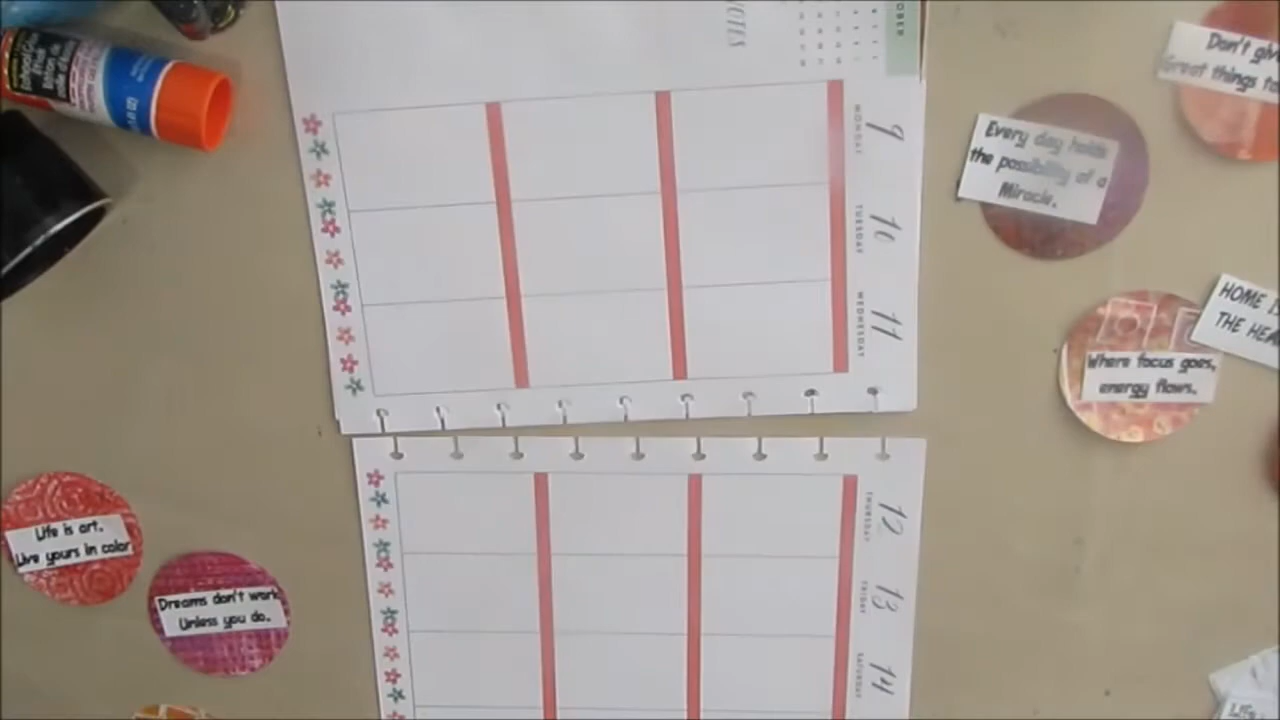 NOTES
OBER
9
MONDAY
10
TUESDAY
11
WEDNESDAY
12
THURSDAY
13
FRIDAY
14
SATURDAY
Don't giv
Great things ta
Every day holds
the possibility of a
Miracle.
HOME IS
THE HEA
Where focus goes,
energy flows.
Life is art.
Live yours in color
Dreams don't work
Unless you do.